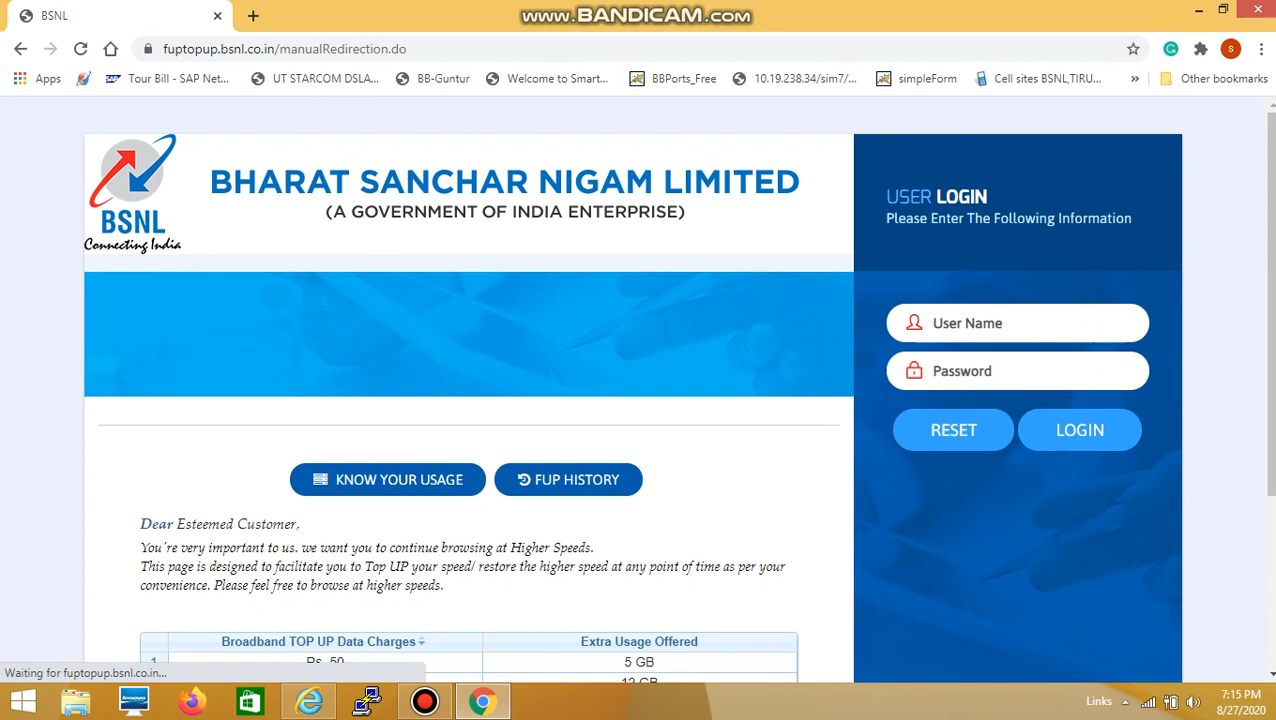 BSNL
www.BANDICAM.com
fuptopup.bsnl.co.in/manualRedirection.do
S
Apps
Tour Bill - SAP Net...
UT STARCOM DSLA...
BB-Guntur
Welcome to Smart...
BBPorts_Free
10.19.238.34/sim7/...
simpleForm
Cell sites BSNL,TIRU...
»
Other bookmarks
BSNL
Connecting India
BHARAT SANCHAR NIGAM LIMITED
(A GOVERNMENT OF INDIA ENTERPRISE)
USER LOGIN
Please Enter The Following Information
User Name
Password
RESET
LOGIN
KNOW YOUR USAGE
FUP HISTORY
Dear Esteemed Customer,
You're very important to us. we want you to continue browsing at Higher Speeds.
This page is designed to facilitate you to Top UP your speed/ restore the higher speed at any point of time as per your
convenience. Please feel free to browse at higher speeds.
Broadband TOP UP Data Charges
Extra Usage Offered
1
Rs. 50
5 GB
Waiting for fuptopup.bsnl.co.in...
Links
7:15 PM
8/27/2020